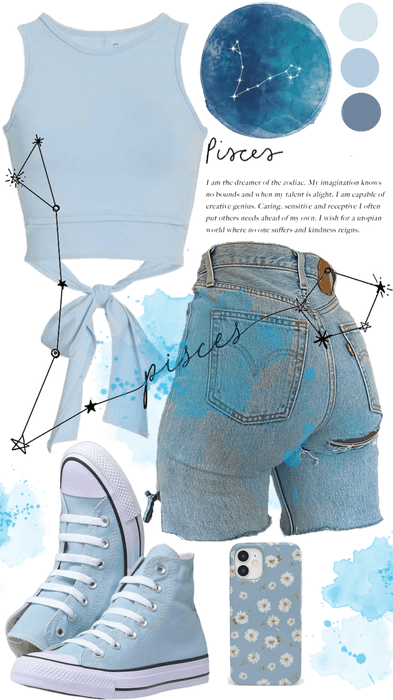 Pisces
I am the dreamer of the zodiac. My imagination knows
no bounds and when my talent is alight, I am capable of
creative genius. Caring, sensitive and receptive I often
put others needs ahead of my own. I wish for a utopian
world where no one suffers and kindness reigns.
pisces